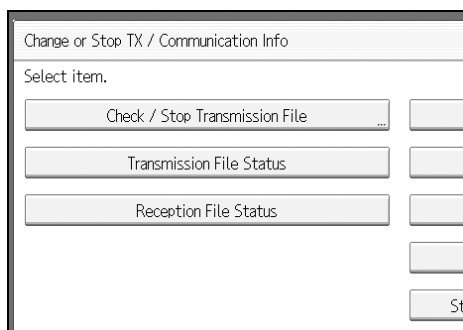 Change or Stop TX / Communication Info
Select item.
Check / Stop Transmission File ...
Transmission File Status
Reception File Status